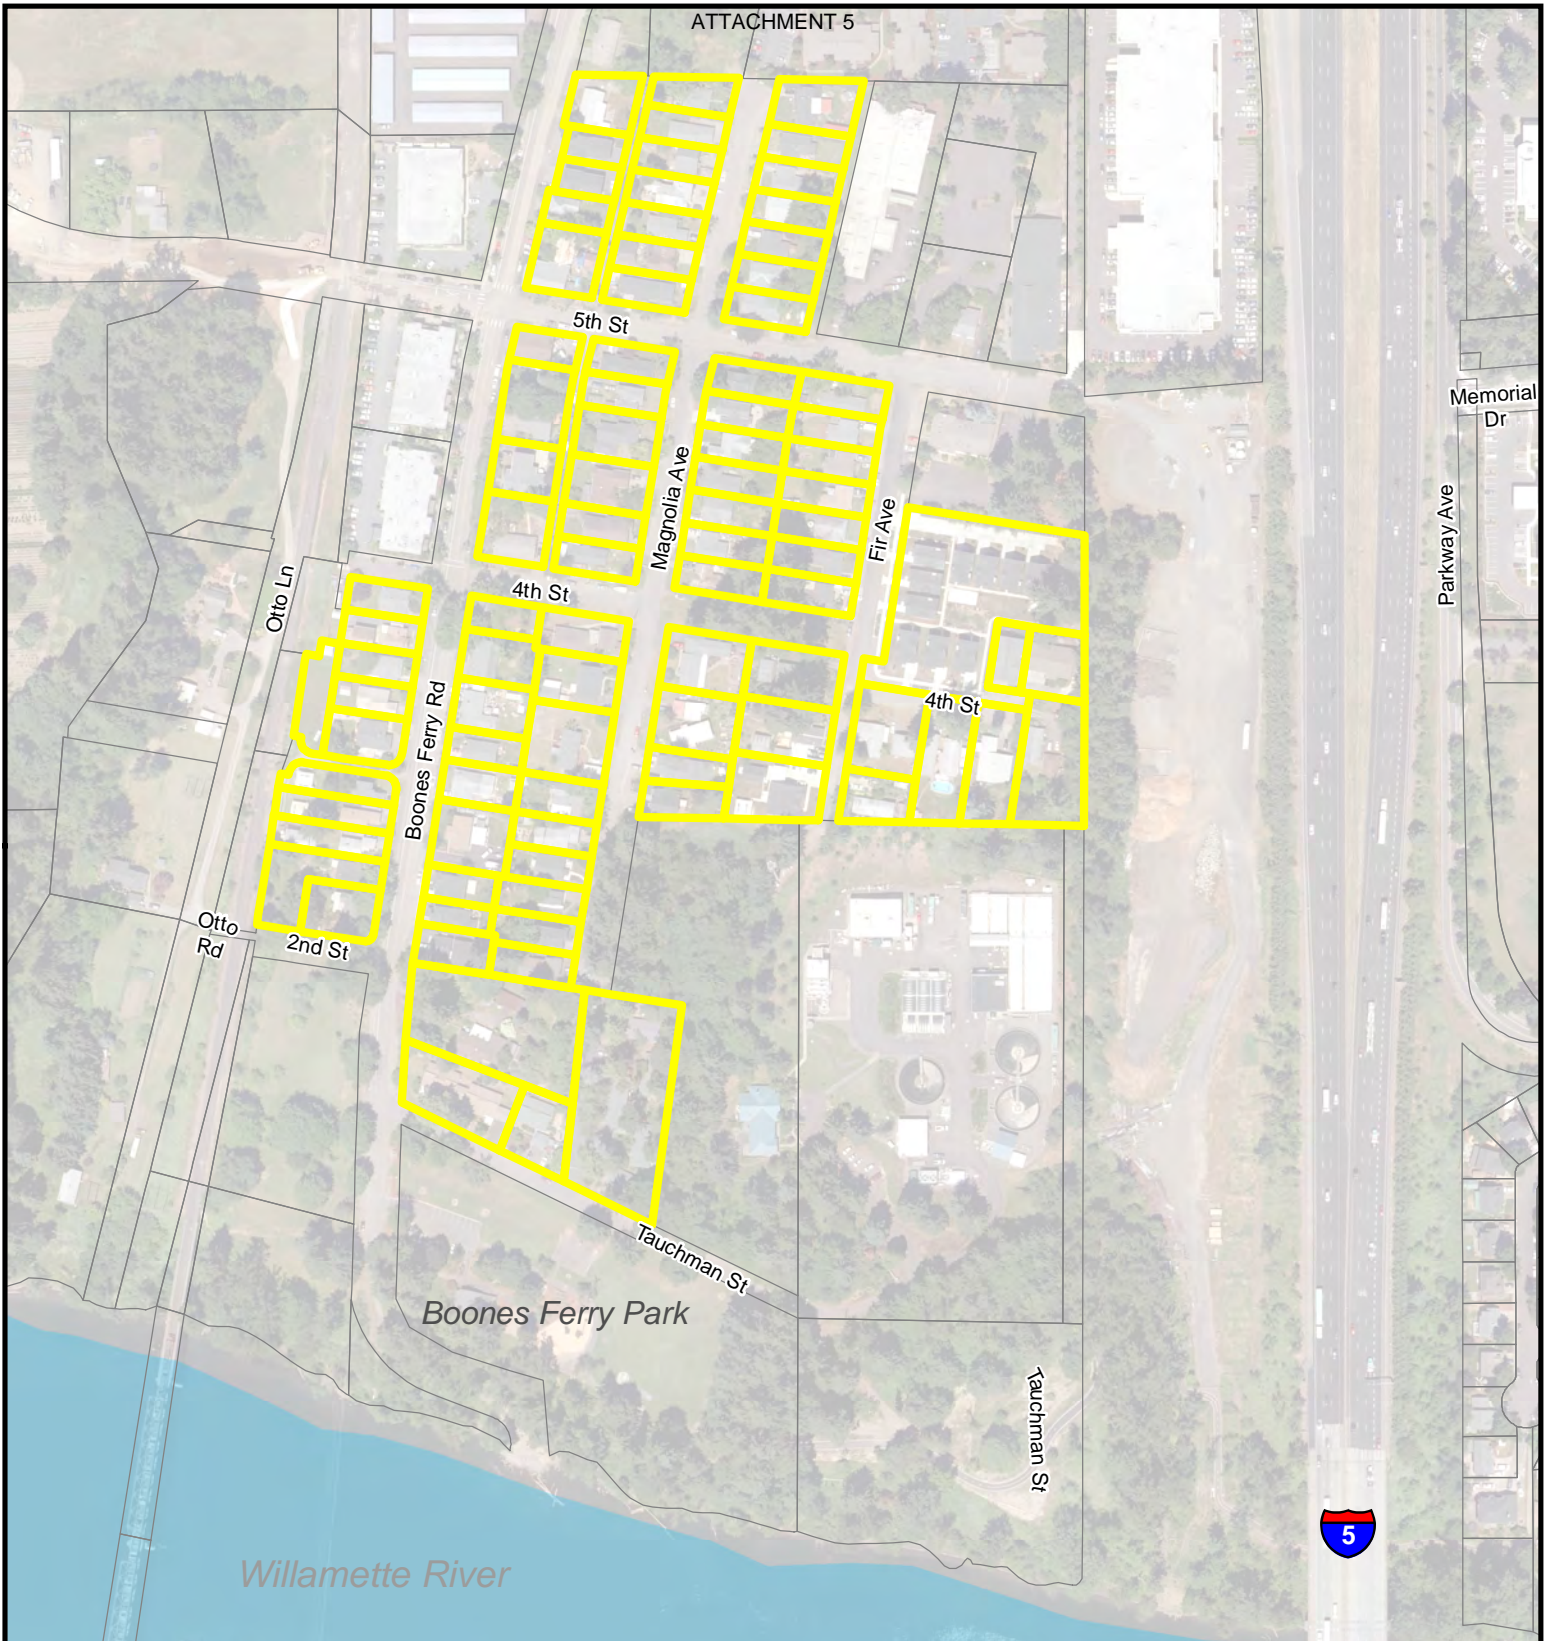 ATTACHMENT 5
5th St
Memorial
Dr
Magnolia Ave
Parkway Ave
Fir Ave
Otto Ln
4th St
4th St
Boones Ferry Rd
Otto
Rd
2nd St
Tauchman St
Boones Ferry Park
Tauchman St
5
Willamette River